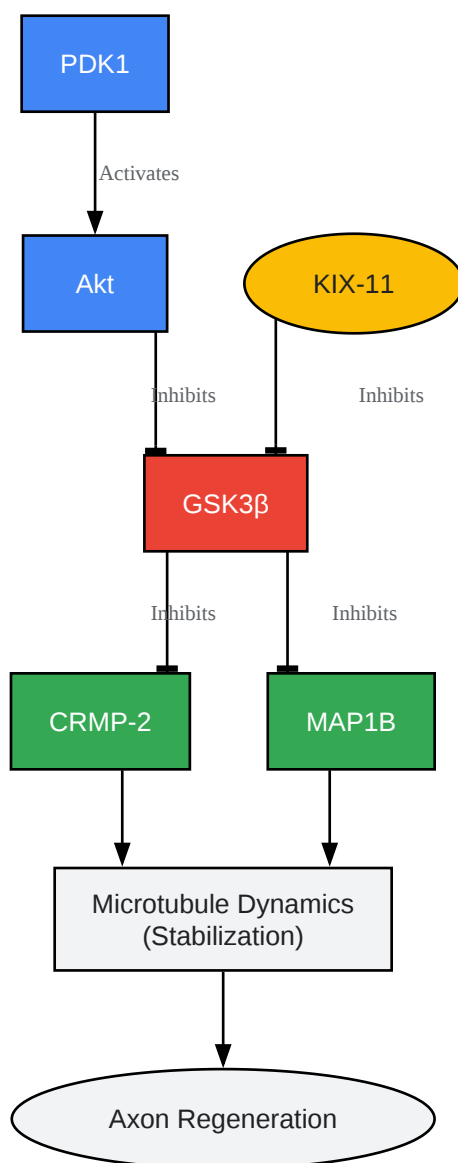 PDK1
Activates
Akt
KIX-11
Inhibits
Inhibits
GSK3β
Inhibits
Inhibits
CRMP-2
MAP1B
Microtubule Dynamics
(Stabilization)
Axon Regeneration